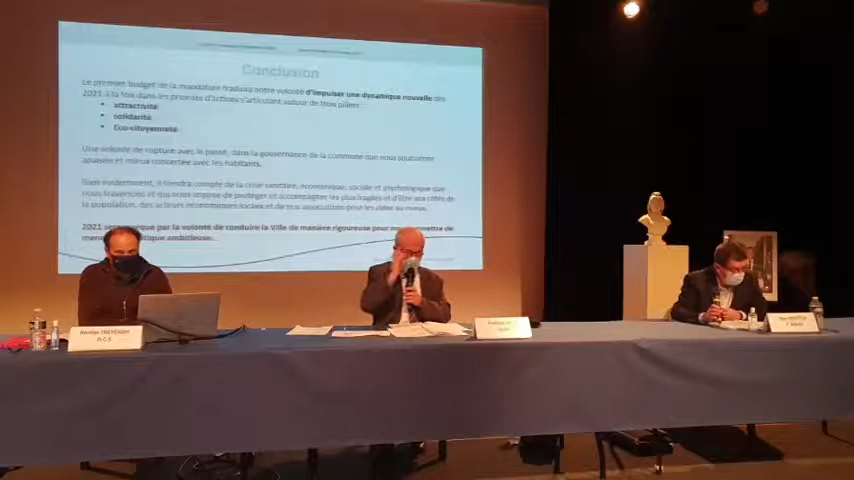 Conclusion
Le premier budget de la mandature traduira notre volonté d'impulser une dynamique nouvelle dès
2021 à la fois dans les priorités d'actions s'articulant autour de trois piliers :
• attractivité
• solidarité
• Eco-citoyenneté
Une volonté de rupture avec le passé, dans la gouvernance de la commune que nous souhaitons
apaisée et mieux concertée avec les habitants.
Bien évidemment, il tiendra compte de la crise sanitaire, économique, sociale et psychologique que
nous traversons et qui nous impose de protéger et accompagner les plus fragiles et d'être aux côtés de
la population, des acteurs économiques locaux et de nos associations pour les aider au mieux.
2021 par la volonté de conduire la Ville de manière rigoureuse pour mettre
politique ambitieuse.
Nicolas
D.G.S.